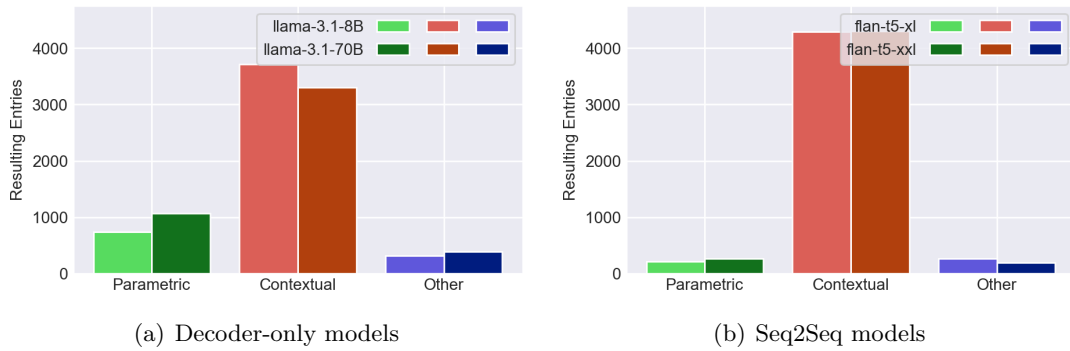 llama-3.1-8B
llama-3.1-70B
Resulting Entries
4000
3000
2000
1000
0
Parametric
Contextual
Other
(a) Decoder-only models
flan-t5-xl
flan-t5-xxl
Resulting Entries
4000
3000
2000
1000
0
Parametric
Contextual
Other
(b) Seq2Seq models